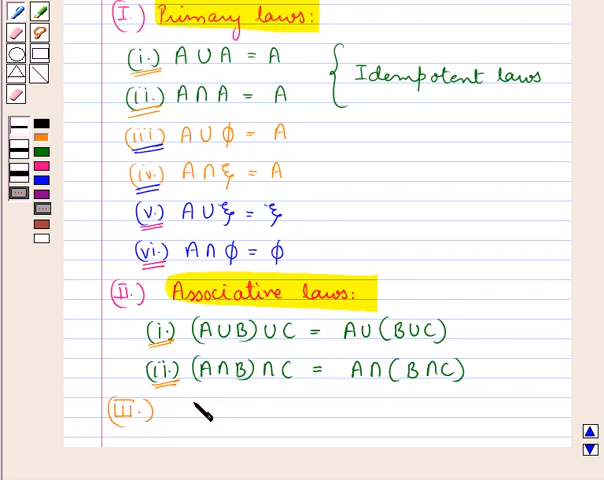 (I.) Primary laws:
(i.) A ∪ A = A
Idempotent laws
(ii.) A ∩ A = A
(iii.) A ∪ ϕ = A
(iv.) A ∩ ξ = A
(v.) A ∪ ξ = ξ
(vi.) A ∩ ϕ = ϕ
(II.) Associative laws:
(i.) (A ∪ B) ∪ C = A ∪ (B ∪ C)
(ii.) (A ∩ B) ∩ C = A ∩ (B ∩ C)
(III.)